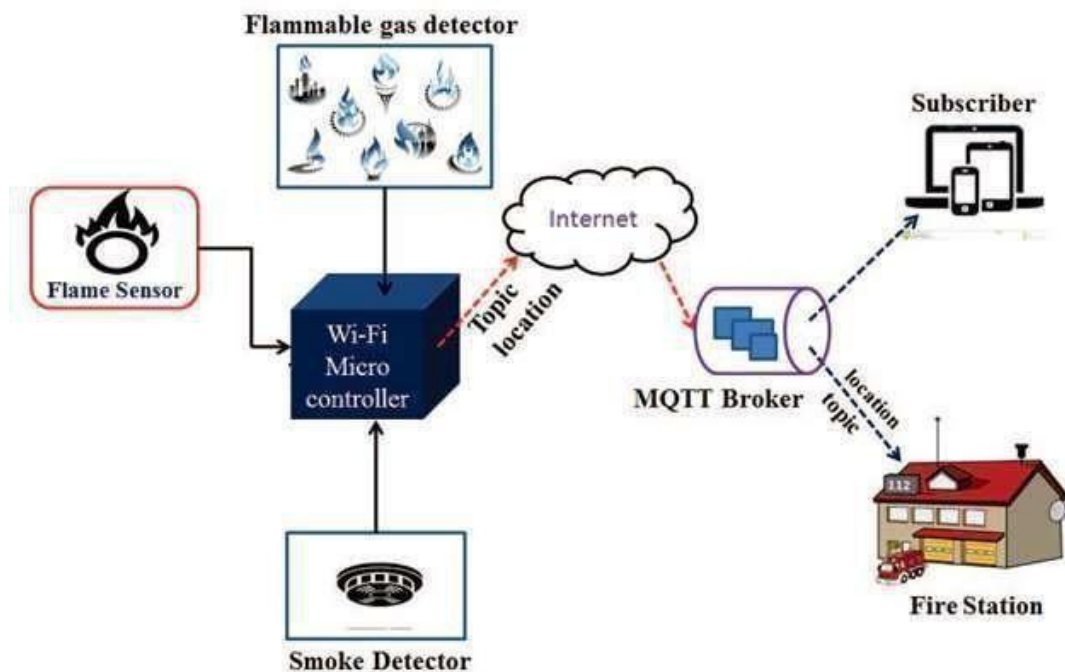 Flammable gas detector
Subscriber
Internet
Flame Sensor
Topic
location
Wi-Fi
Micro
controller
MQTT Broker
location
topic
112
Fire Station
Smoke Detector